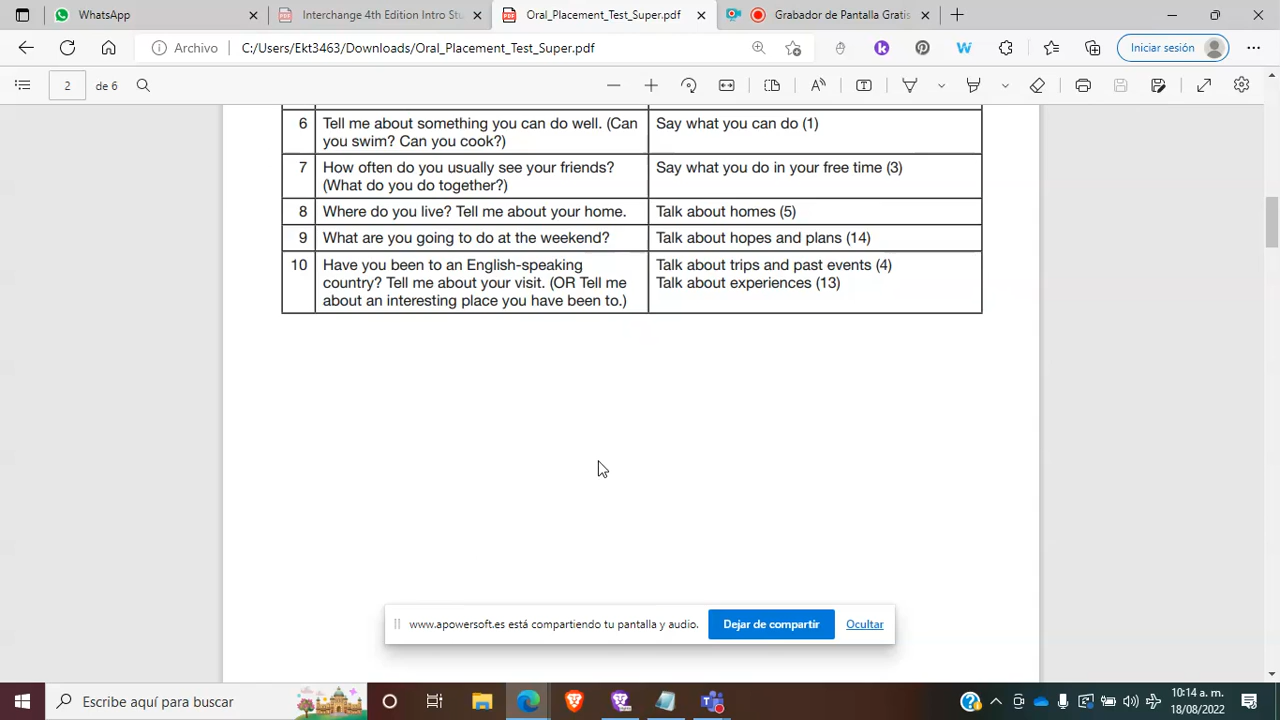 WhatsApp
Interchange 4th Edition Intro Stu
Oral_Placement_Test_Super.pdf
Grabador de Pantalla Gratis
Archivo
C:/Users/Ekt3463/Downloads/Oral_Placement_Test_Super.pdf
Iniciar sesión
2
de 6
6
Tell me about something you can do well. (Can
you swim? Can you cook?)
Say what you can do (1)
7
How often do you usually see your friends?
(What do you do together?)
Say what you do in your free time (3)
8
Where do you live? Tell me about your home.
Talk about homes (5)
9
What are you going to do at the weekend?
Talk about hopes and plans (14)
10
Have you been to an English-speaking
country? Tell me about your visit. (OR Tell me
about an interesting place you have been to.)
Talk about trips and past events (4)
Talk about experiences (13)
www.apowersoft.es está compartiendo tu pantalla y audio.
Dejar de compartir
Ocultar
Escribe aquí para buscar
10:14 a. m.
18/08/2022